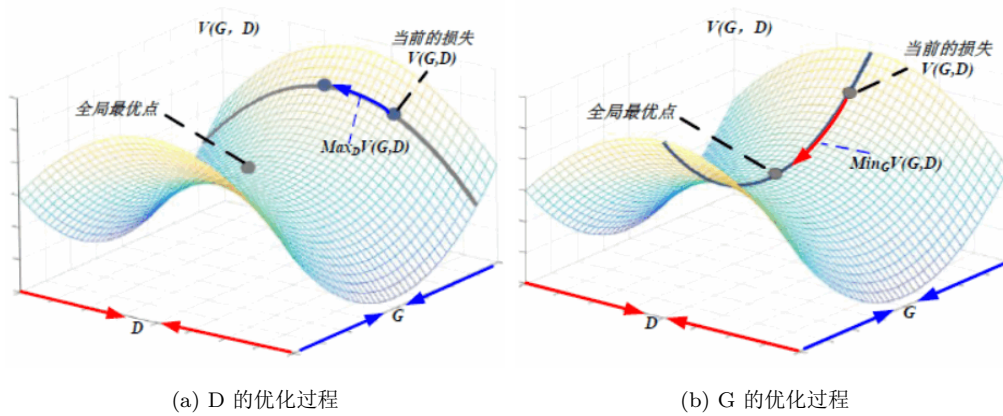 V(G, D)
当前的损失
V(G,D)
全局最优点
Max_D V(G,D)
D
G
(a) D 的优化过程
V(G, D)
当前的损失
V(G,D)
全局最优点
Min_G V(G,D)
D
G
(b) G 的优化过程